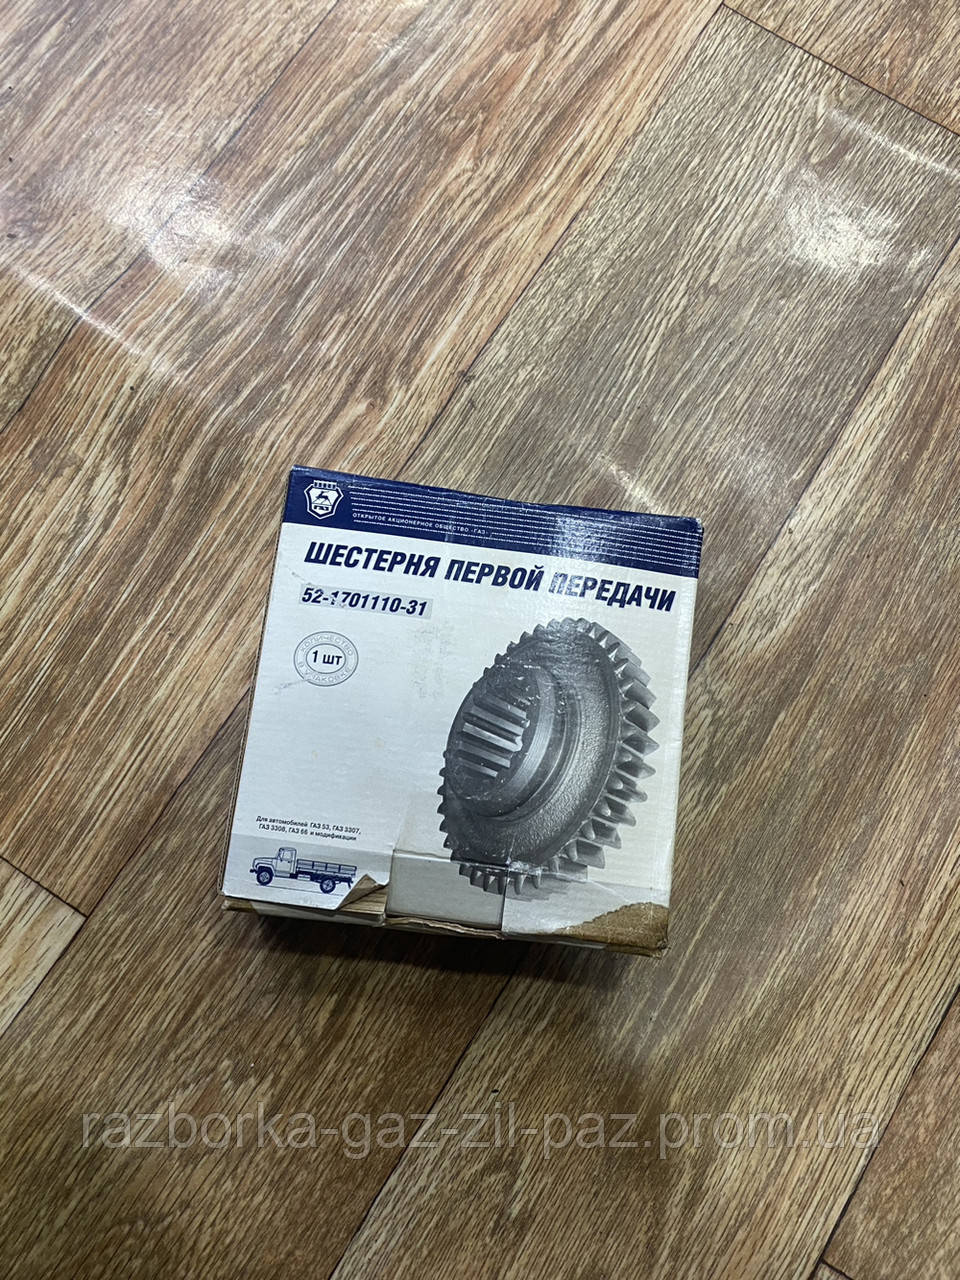 ГАЗ
ОТКРЫТОЕ АКЦИОНЕРНОЕ ОБЩЕСТВО «ГАЗ»
ШЕСТЕРНЯ ПЕРВОЙ ПЕРЕДАЧИ
52-1701110-31
КОЛИЧЕСТВО
1 ШТ
В УПАКОВКЕ
Для автомобилей ГАЗ 53, ГАЗ 3307,
ГАЗ 3308, ГАЗ 66 и модификации
razborka-gaz-zil-paz.prom.ua